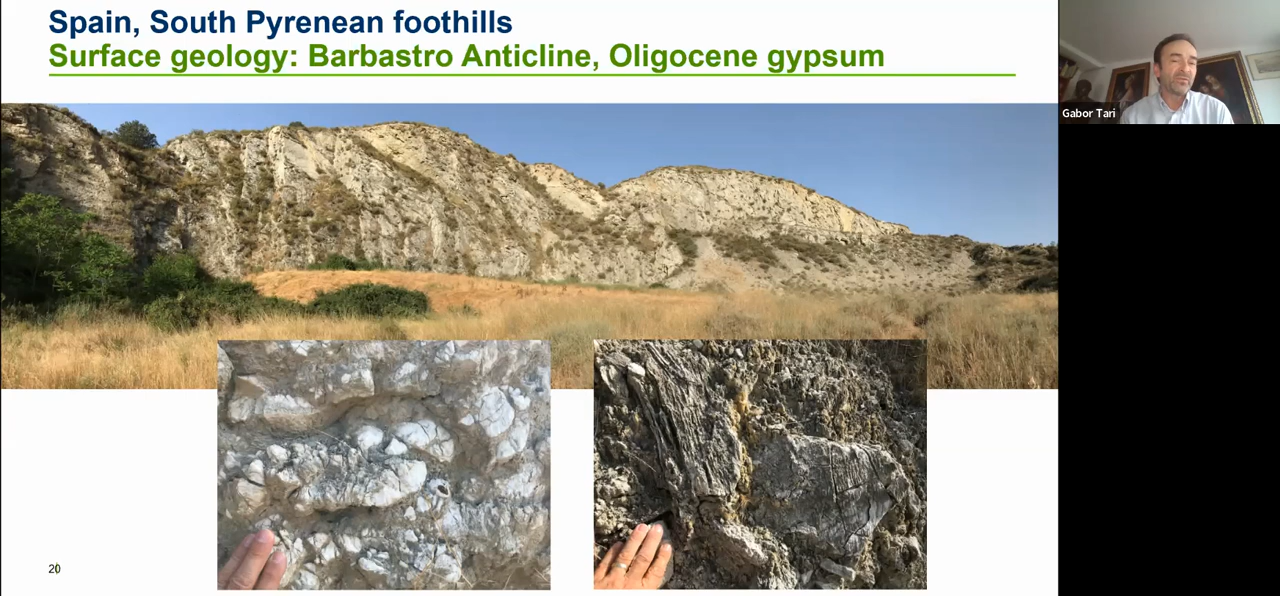 Spain, South Pyrenean foothills
Surface geology: Barbastro Anticline, Oligocene gypsum
Gabor Tari
20